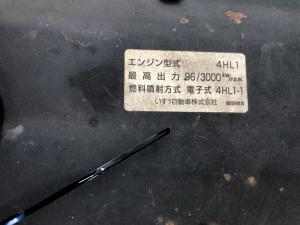 エンジン型式 4HL1
最高出力 96/3000 kW/r.p.m.
燃料噴射方式 電子式 4HL1-1
いすゞ自動車株式会社